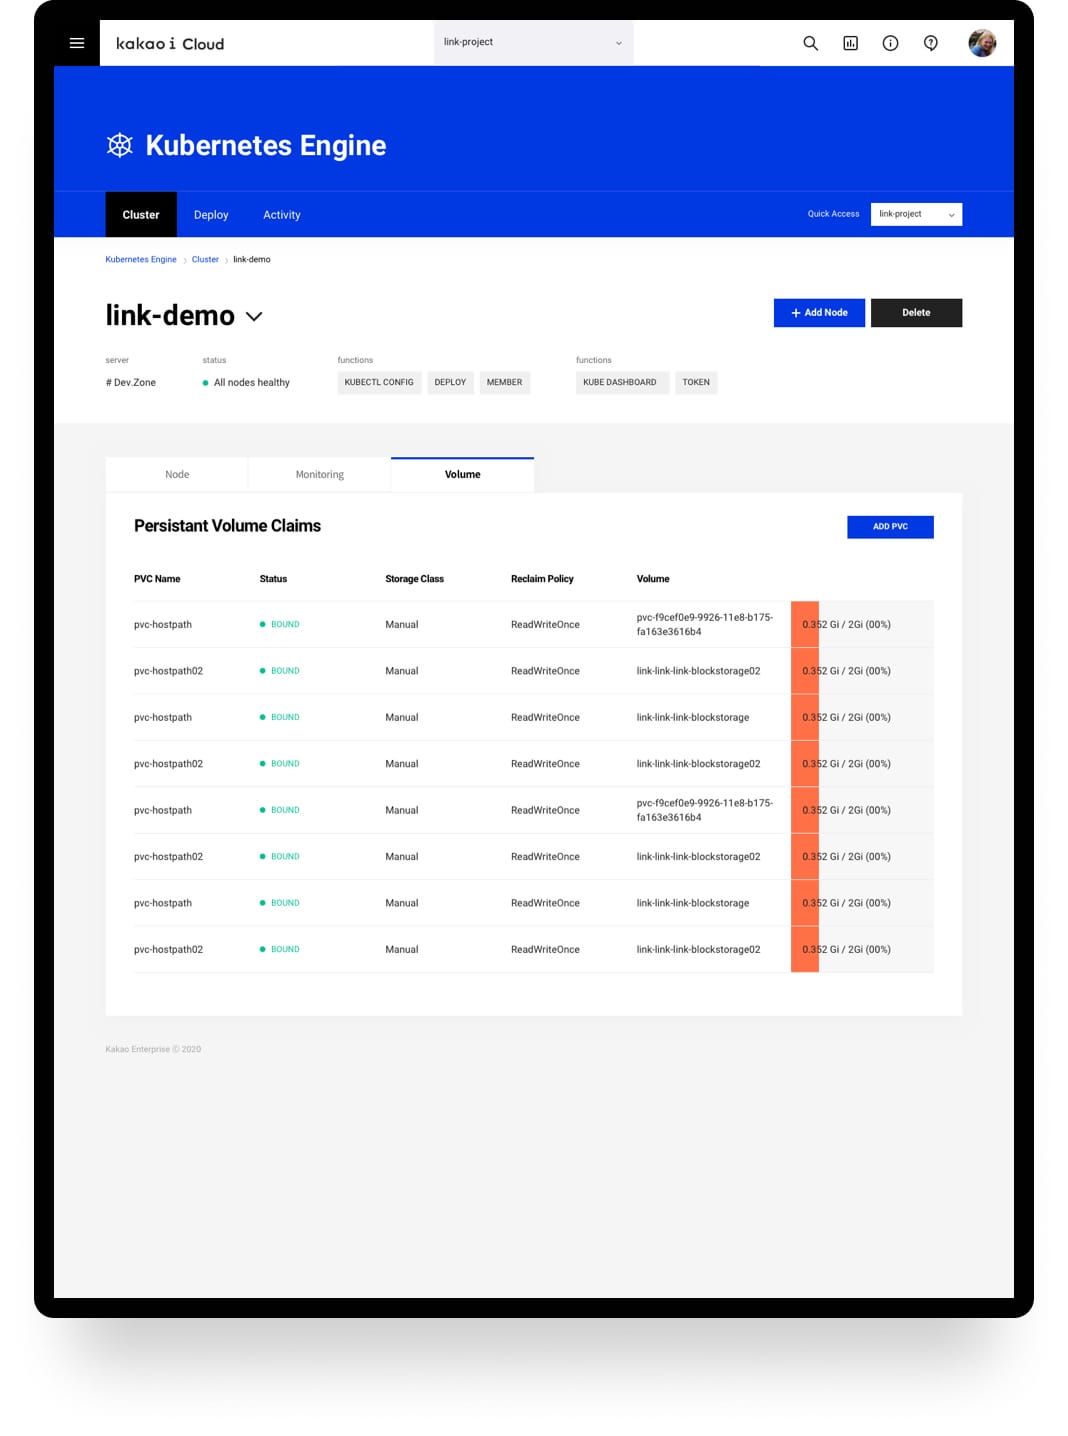 kakao i Cloud
link-project
Kubernetes Engine
Cluster
Deploy
Activity
Quick Access
link-project
Kubernetes Engine > Cluster > link-demo
link-demo
+ Add Node
Delete
server
status
functions
functions
# Dev.Zone
All nodes healthy
KUBECTL CONFIG
DEPLOY
MEMBER
KUBE DASHBOARD
TOKEN
Node
Monitoring
Volume
Persistant Volume Claims
ADD PVC
PVC Name Status Storage Class Reclaim Policy Volume
pvc-hostpath BOUND Manual ReadWriteOnce pvc-f9cef0e9-9926-11e8-b175-
fa163e3616b4 0.352 Gi / 2Gi (00%)
pvc-hostpath02 BOUND Manual ReadWriteOnce link-link-link-blockstorage02 0.352 Gi / 2Gi (00%)
pvc-hostpath BOUND Manual ReadWriteOnce link-link-link-blockstorage 0.352 Gi / 2Gi (00%)
pvc-hostpath02 BOUND Manual ReadWriteOnce link-link-link-blockstorage02 0.352 Gi / 2Gi (00%)
pvc-hostpath BOUND Manual ReadWriteOnce pvc-f9cef0e9-9926-11e8-b175-
fa163e3616b4 0.352 Gi / 2Gi (00%)
pvc-hostpath02 BOUND Manual ReadWriteOnce link-link-link-blockstorage02 0.352 Gi / 2Gi (00%)
pvc-hostpath BOUND Manual ReadWriteOnce link-link-link-blockstorage 0.352 Gi / 2Gi (00%)
pvc-hostpath02 BOUND Manual ReadWriteOnce link-link-link-blockstorage02 0.352 Gi / 2Gi (00%)
Kakao Enterprise ⓒ 2020